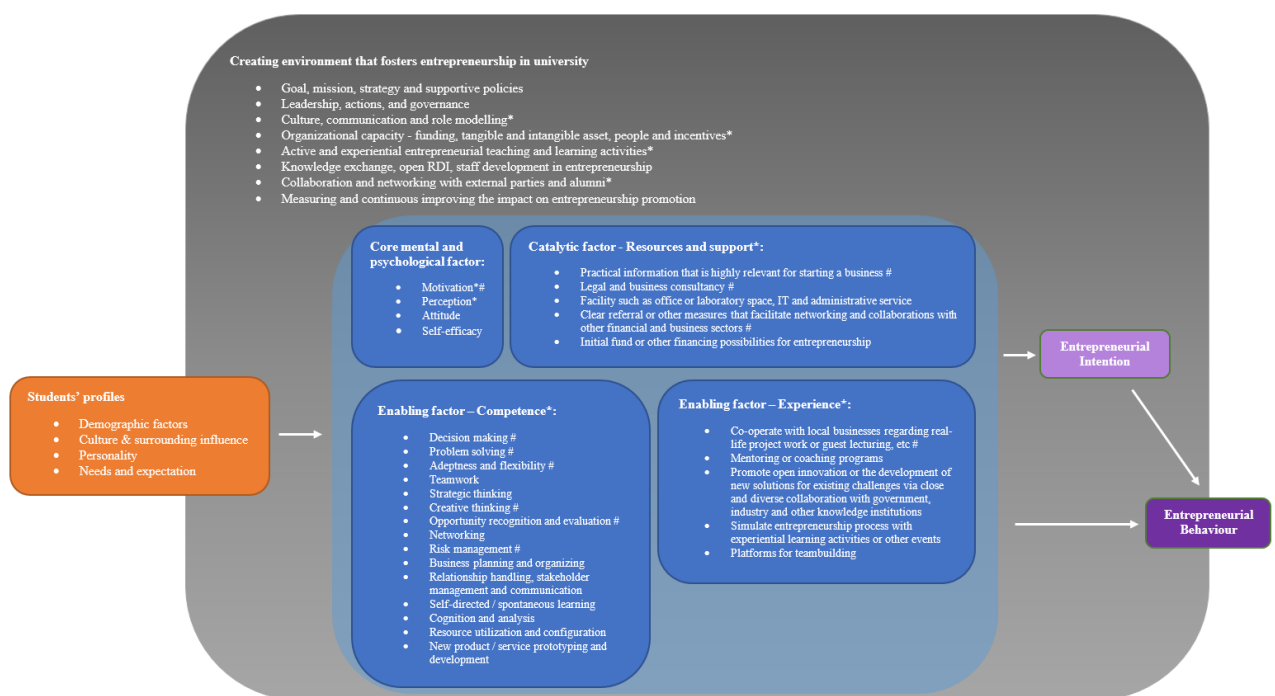 Creating environment that fosters entrepreneurship in university
• Goal, mission, strategy and supportive policies
• Leadership, actions, and governance
• Culture, communication and role modelling*
• Organizational capacity - funding, tangible and intangible asset, people and incentives*
• Active and experiential entrepreneurial teaching and learning activities*
• Knowledge exchange, open RDI, staff development in entrepreneurship
• Collaboration and networking with external parties and alumni*
• Measuring and continuous improving the impact on entrepreneurship promotion
Core mental and
psychological factor:
• Motivation*#
• Perception*
• Attitude
• Self-efficacy
Catalytic factor - Resources and support*:
• Practical information that is highly relevant for starting a business #
• Legal and business consultancy #
• Facility such as office or laboratory space, IT and administrative service
• Clear referral or other measures that facilitate networking and collaborations with
other financial and business sectors #
• Initial fund or other financing possibilities for entrepreneurship
Entrepreneurial
Intention
Students’ profiles
• Demographic factors
• Culture & surrounding influence
• Personality
• Needs and expectation
Enabling factor – Competence*:
• Decision making #
• Problem solving #
• Adeptness and flexibility #
• Teamwork
• Strategic thinking
• Creative thinking #
• Opportunity recognition and evaluation #
• Networking
• Risk management #
• Business planning and organizing
• Relationship handling, stakeholder
management and communication
• Self-directed / spontaneous learning
• Cognition and analysis
• Resource utilization and configuration
• New product / service prototyping and
development
Enabling factor – Experience*:
• Co-operate with local businesses regarding real-
life project work or guest lecturing, etc #
• Mentoring or coaching programs
• Promote open innovation or the development of
new solutions for existing challenges via close
and diverse collaboration with government,
industry and other knowledge institutions
• Simulate entrepreneurship process with
experiential learning activities or other events
• Platforms for teambuilding
Entrepreneurial
Behaviour